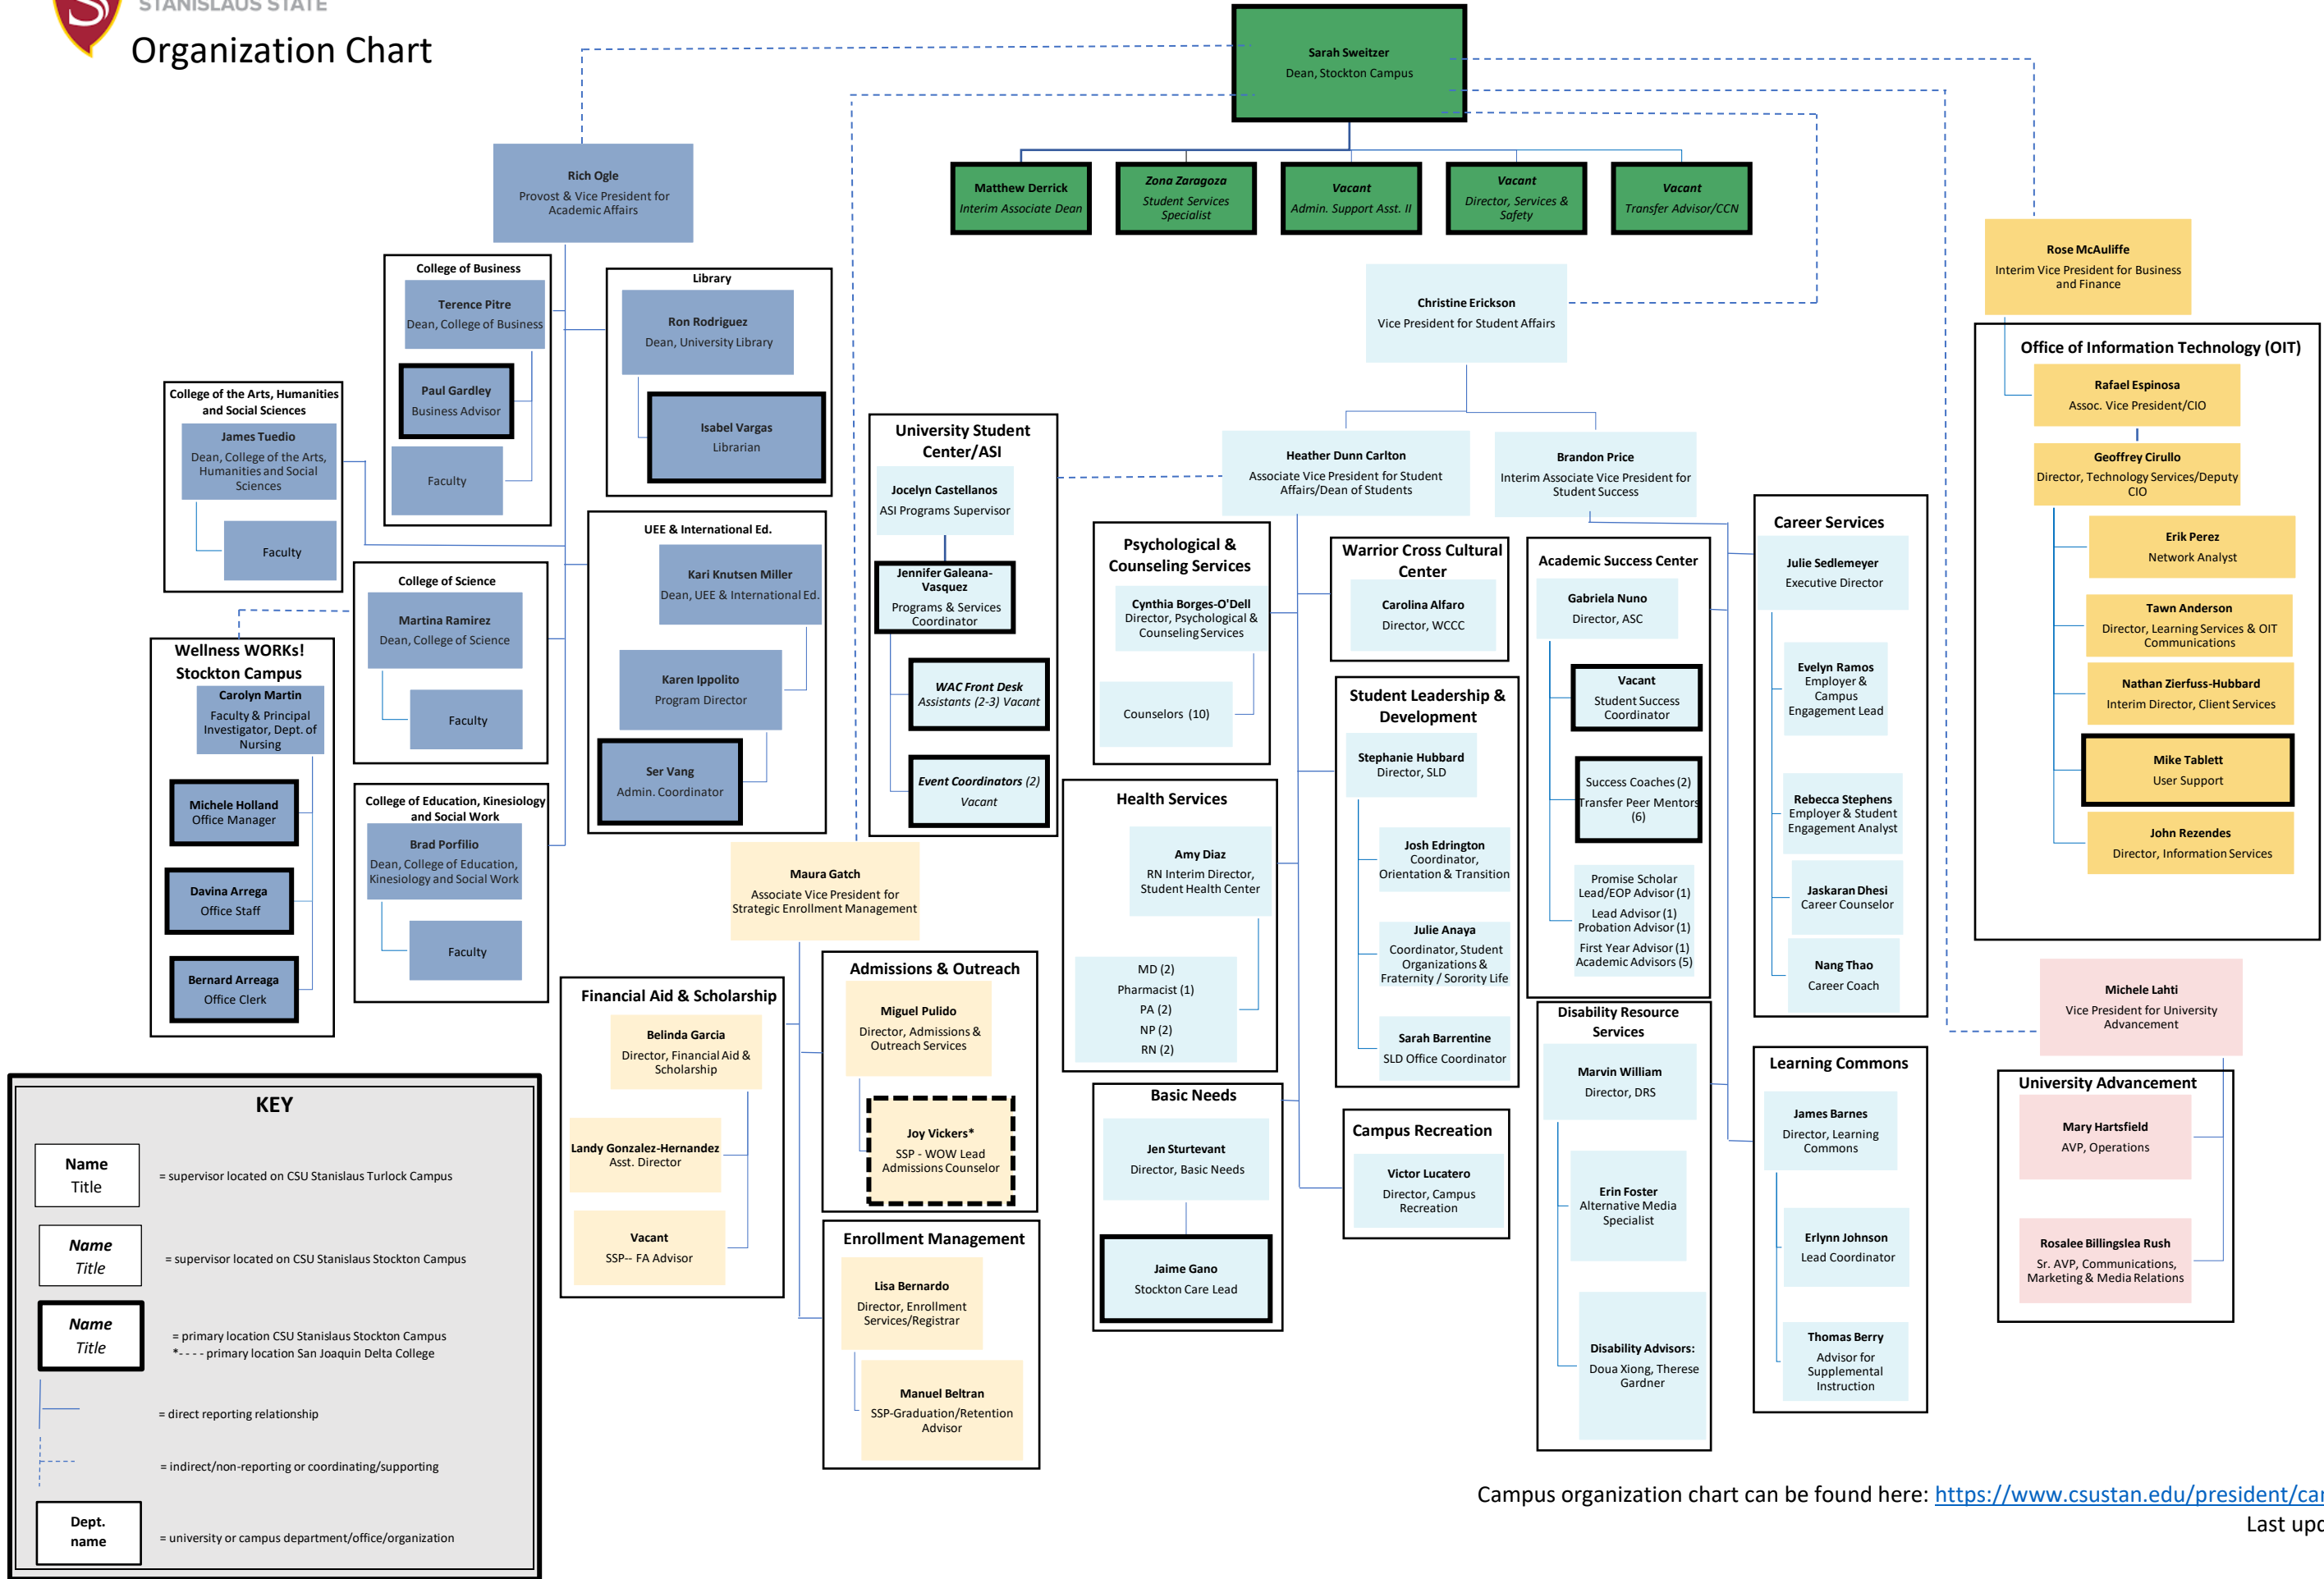 STANISLAUS STATE
Organization Chart
Sarah Sweitzer
Dean, Stockton Campus
Matthew Derrick
Interim Associate Dean
Zona Zaragoza
Student Services
Specialist
Vacant
Admin. Support Asst. II
Vacant
Director, Services &
Safety
Vacant
Transfer Advisor/CCN
Rich Ogle
Provost & Vice President for
Academic Affairs
College of Business
Terence Pitre
Dean, College of Business
Paul Gardley
Business Advisor
Faculty
Library
Ron Rodriguez
Dean, University Library
Isabel Vargas
Librarian
College of the Arts, Humanities
and Social Sciences
James Tuedio
Dean, College of the Arts,
Humanities and Social
Sciences
Faculty
UEE & International Ed.
Kari Knutsen Miller
Dean, UEE & International Ed.
Karen Ippolito
Program Director
Ser Vang
Admin. Coordinator
College of Science
Martina Ramirez
Dean, College of Science
Faculty
Wellness WORKs!
Stockton Campus
Carolyn Martin
Faculty & Principal
Investigator, Dept. of
Nursing
Michele Holland
Office Manager
Davina Arrega
Office Staff
Bernard Arreaga
Office Clerk
College of Education, Kinesiology
and Social Work
Brad Porfilio
Dean, College of Education,
Kinesiology and Social Work
Faculty
Maura Gatch
Associate Vice President for
Strategic Enrollment Management
Financial Aid & Scholarship
Belinda Garcia
Director, Financial Aid &
Scholarship
Landy Gonzalez-Hernandez
Asst. Director
Vacant
SSP-- FA Advisor
Admissions & Outreach
Miguel Pulido
Director, Admissions &
Outreach Services
Joy Vickers*
SSP - WOW Lead
Admissions Counselor
Enrollment Management
Lisa Bernardo
Director, Enrollment
Services/Registrar
Manuel Beltran
SSP-Graduation/Retention
Advisor
Christine Erickson
Vice President for Student Affairs
Heather Dunn Carlton
Associate Vice President for Student
Affairs/Dean of Students
Brandon Price
Interim Associate Vice President for
Student Success
University Student
Center/ASI
Jocelyn Castellanos
ASI Programs Supervisor
Jennifer Galeana-
Vasquez
Programs & Services
Coordinator
WAC Front Desk
Assistants (2-3) Vacant
Event Coordinators (2)
Vacant
Psychological &
Counseling Services
Cynthia Borges-O'Dell
Director, Psychological &
Counseling Services
Counselors (10)
Warrior Cross Cultural
Center
Carolina Alfaro
Director, WCCC
Student Leadership &
Development
Stephanie Hubbard
Director, SLD
Josh Edrington
Coordinator,
Orientation & Transition
Julie Anaya
Coordinator, Student
Organizations &
Fraternity / Sorority Life
Sarah Barrentine
SLD Office Coordinator
Health Services
Amy Diaz
RN Interim Director,
Student Health Center
MD (2)
Pharmacist (1)
PA (2)
NP (2)
RN (2)
Basic Needs
Jen Sturtevant
Director, Basic Needs
Jaime Gano
Stockton Care Lead
Campus Recreation
Victor Lucatero
Director, Campus
Recreation
Academic Success Center
Gabriela Nuno
Director, ASC
Vacant
Student Success
Coordinator
Success Coaches (2)
Transfer Peer Mentors
(6)
Promise Scholar
Lead/EOP Advisor (1)
Lead Advisor (1)
Probation Advisor (1)
First Year Advisor (1)
Academic Advisors (5)
Career Services
Julie Sedlemeyer
Executive Director
Evelyn Ramos
Employer &
Campus
Engagement Lead
Rebecca Stephens
Employer & Student
Engagement Analyst
Jaskaran Dhesi
Career Counselor
Nang Thao
Career Coach
Disability Resource
Services
Marvin William
Director, DRS
Erin Foster
Alternative Media
Specialist
Disability Advisors:
Doua Xiong, Therese
Gardner
Learning Commons
James Barnes
Director, Learning
Commons
Erlynn Johnson
Lead Coordinator
Thomas Berry
Advisor for
Supplemental
Instruction
Rose McAuliffe
Interim Vice President for Business
and Finance
Office of Information Technology (OIT)
Rafael Espinosa
Assoc. Vice President/CIO
Geoffrey Cirullo
Director, Technology Services/Deputy
CIO
Erik Perez
Network Analyst
Tawn Anderson
Director, Learning Services & OIT
Communications
Nathan Zierfuss-Hubbard
Interim Director, Client Services
Mike Tablett
User Support
John Rezendes
Director, Information Services
Michele Lahti
Vice President for University
Advancement
University Advancement
Mary Hartsfield
AVP, Operations
Rosalee Billingslea Rush
Sr. AVP, Communications,
Marketing & Media Relations
KEY
Name
Title
= supervisor located on CSU Stanislaus Turlock Campus
Name
Title
= supervisor located on CSU Stanislaus Stockton Campus
Name
Title
= primary location CSU Stanislaus Stockton Campus
*- - - - primary location San Joaquin Delta College
= direct reporting relationship
= indirect/non-reporting or coordinating/supporting
Dept.
name
= university or campus department/office/organization
Campus organization chart can be found here: https://www.csustan.edu/president/
Last